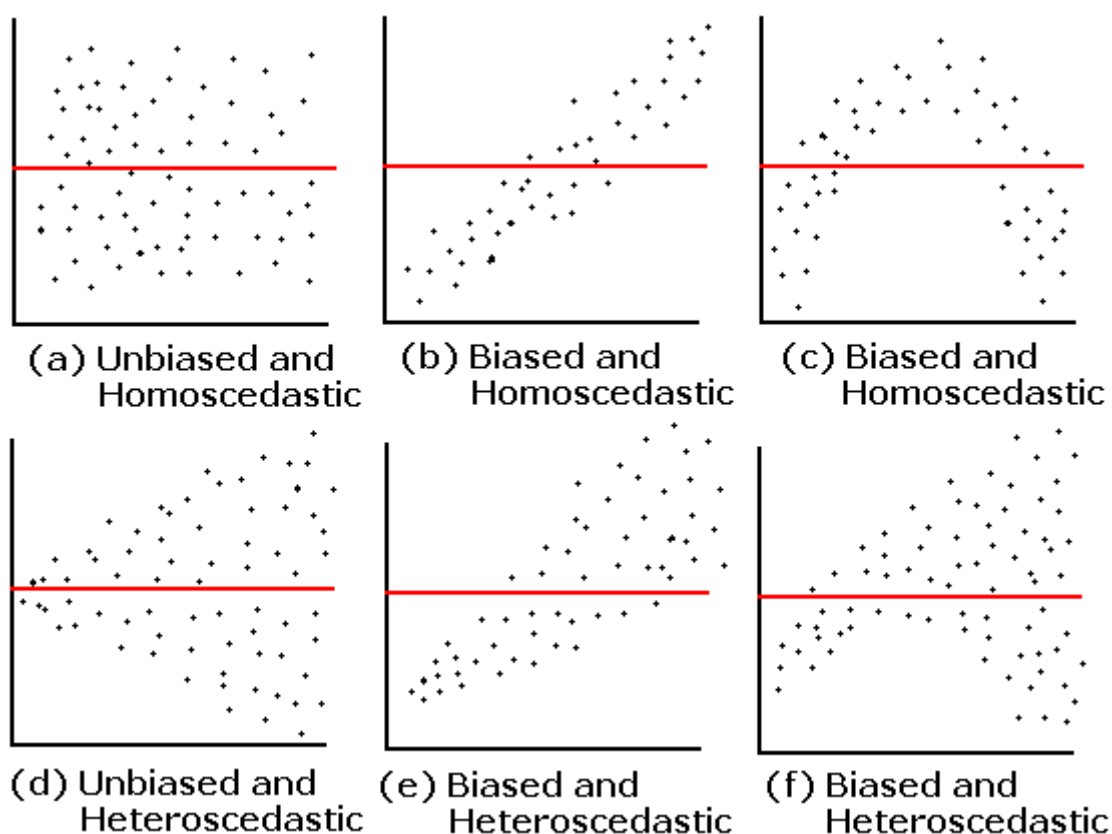 (a) Unbiased and
Homoscedastic
(b) Biased and
Homoscedastic
(c) Biased and
Homoscedastic
(d) Unbiased and
Heteroscedastic
(e) Biased and
Heteroscedastic
(f) Biased and
Heteroscedastic